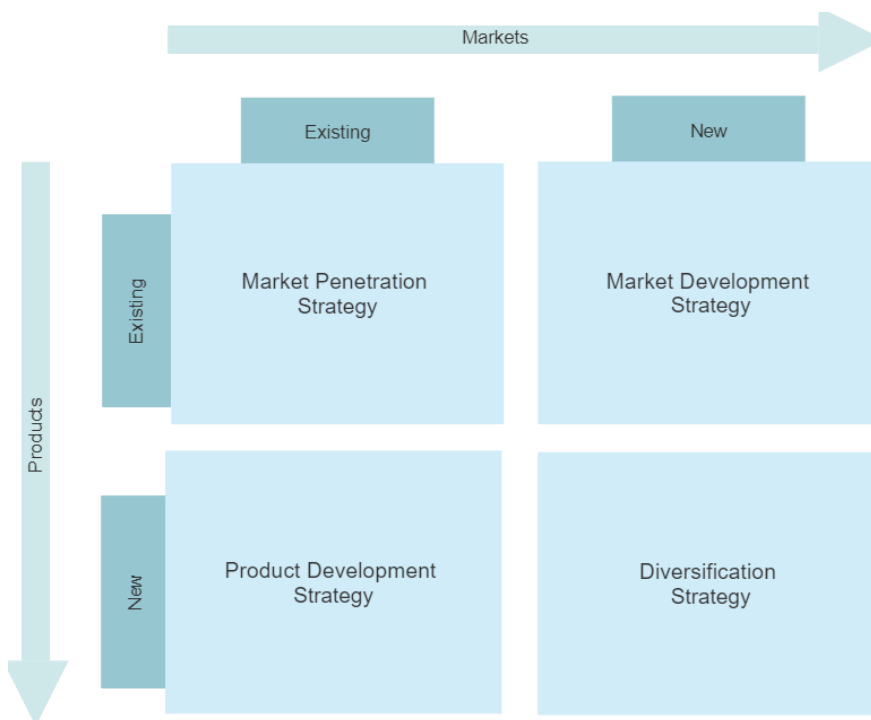 Markets
Existing
New
Existing
Market Penetration
Strategy
Market Development
Strategy
Products
New
Product Development
Strategy
Diversification
Strategy